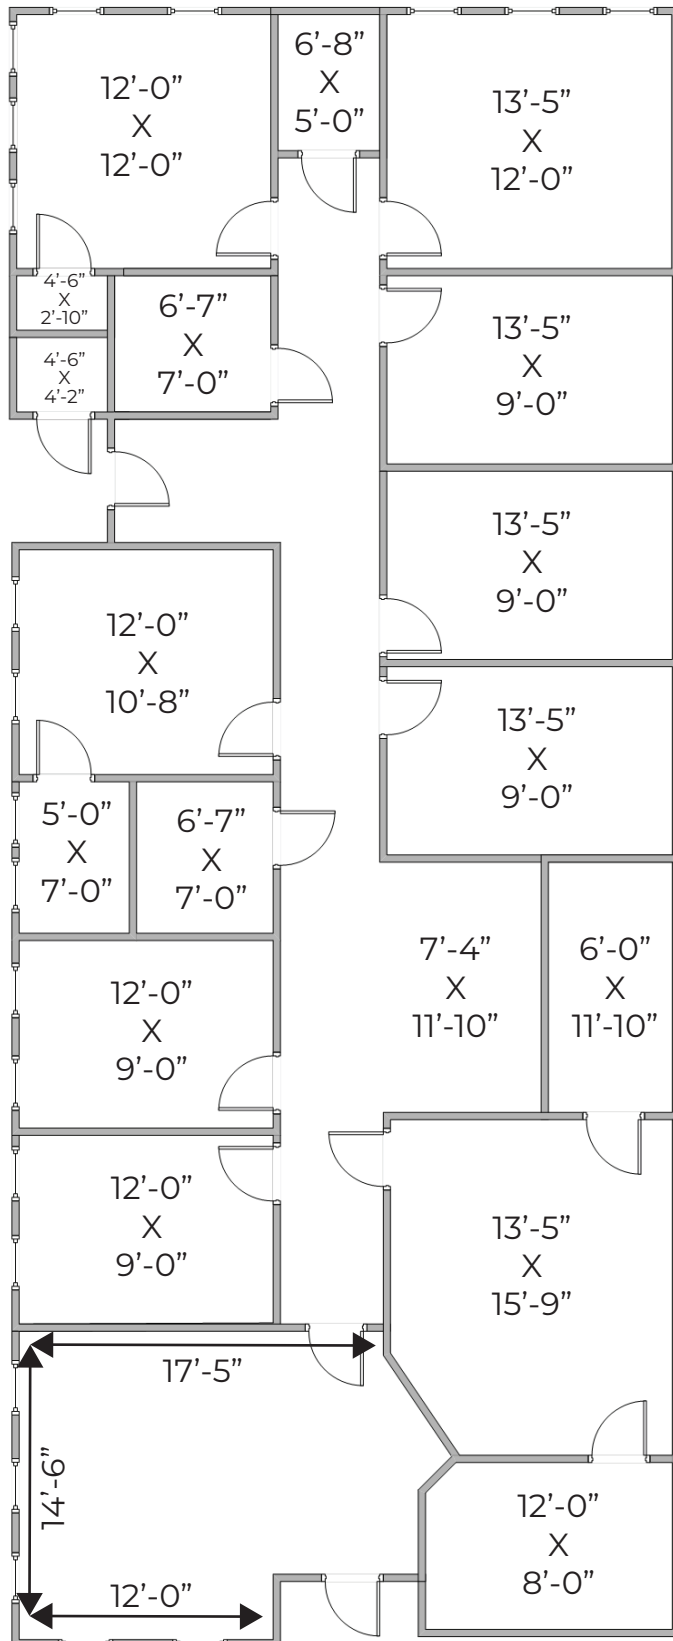 12’-0”
X
12’-0”
6’-8”
X
5’-0”
13’-5”
X
12’-0”
4’-6”
X
2’-10”
6’-7”
X
7’-0”
13’-5”
X
9’-0”
4’-6”
X
4’-2”
13’-5”
X
9’-0”
12’-0”
X
10’-8”
13’-5”
X
9’-0”
5’-0”
X
7’-0”
6’-7”
X
7’-0”
12’-0”
X
9’-0”
7’-4”
X
11’-10”
6’-0”
X
11’-10”
12’-0”
X
9’-0”
13’-5”
X
15’-9”
17’-5”
14’-6”
12’-0”
12’-0”
X
8’-0”